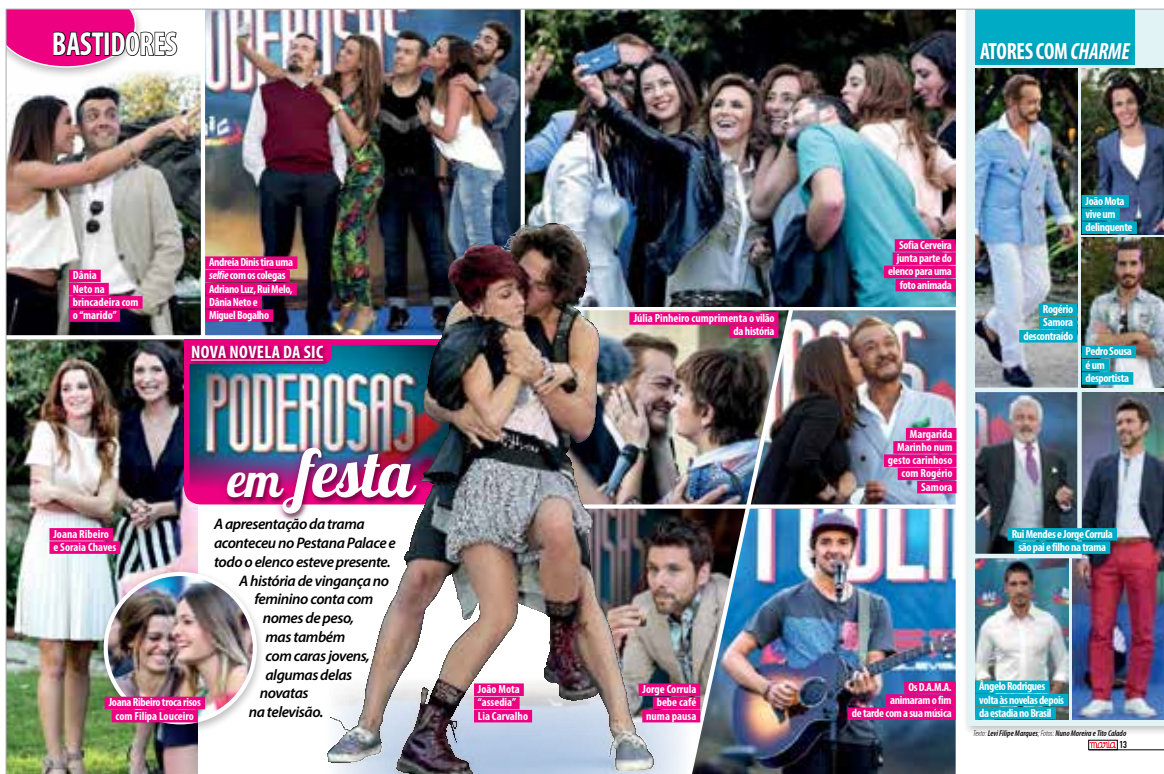 BASTIDORES
Dânia
Neto na
brincadeira com
o “marido”
Andreia Dinis tira uma
selfie com os colegas
Adriano Luz, Rui Melo,
Dânia Neto e
Miguel Bogalho
Sofia Cerveira
junta parte do
elenco para uma
foto animada
Júlia Pinheiro cumprimenta o vilão
da história
Margarida
Marinho num
gesto carinhoso
com Rogério
Samora
NOVA NOVELA DA SIC
PODEROSAS
em festa
A apresentação da trama
aconteceu no Pestana Palace e
todo o elenco esteve presente.
A história de vingança no
feminino conta com
nomes de peso,
mas também
com caras jovens,
algumas delas
novatas
na televisão.
Joana Ribeiro
e Soraia Chaves
Joana Ribeiro troca risos
com Filipa Louceiro
João Mota
“assedia”
Lia Carvalho
Jorge Corrula
bebe café
numa pausa
Os D.A.M.A.
animaram o fim
de tarde com a sua música
ATORES COM CHARME
João Mota
vive um
delinquente
Rogério
Samora
descontraído
Pedro Sousa
é um
desportista
Rui Mendes e Jorge Corrula
são pai e filho na trama
Ângelo Rodrigues
volta às novelas depois
da estadia no Brasil
Texto: Levi Filipe Marques; Fotos: Nuno Moreira e Tito Calado
maria 13